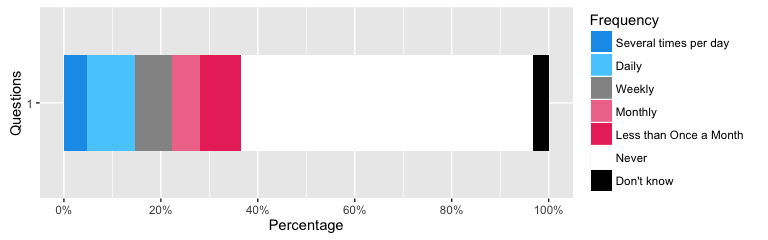 Questions
1
0%
20%
40%
60%
80%
100%
Percentage
Frequency
Several times per day
Daily
Weekly
Monthly
Less than Once a Month
Never
Don't know